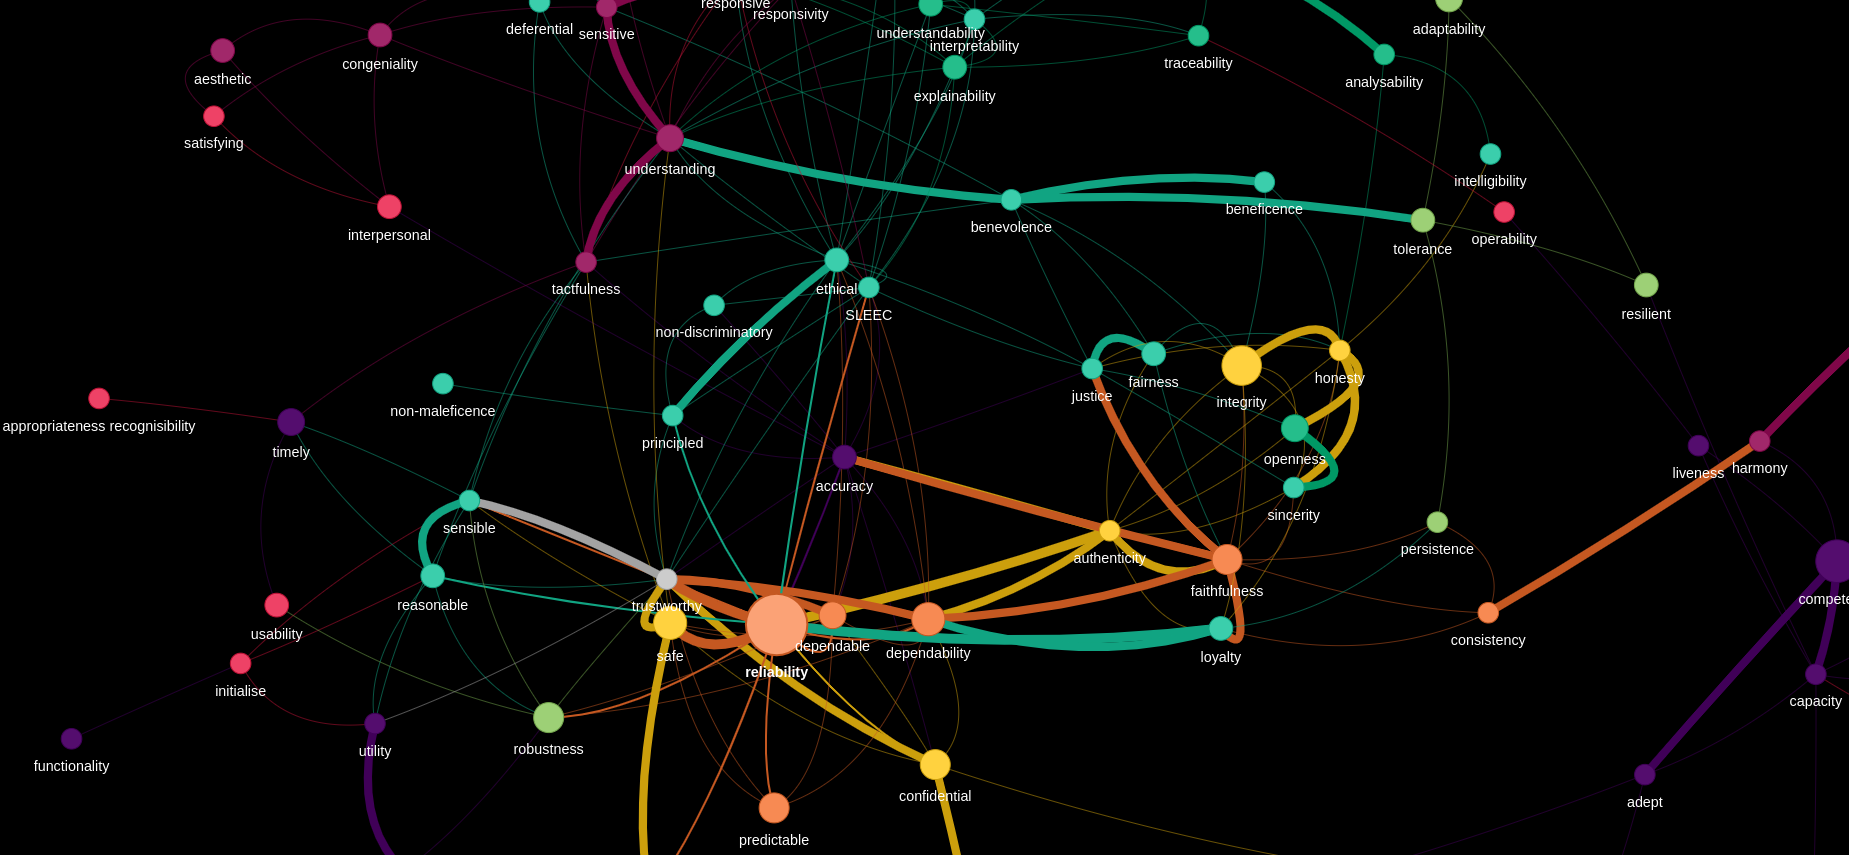 responsive
responsivity
deferential
sensitive
understandability
interpretability
adaptability
congeniality
traceability
aesthetic
analysability
explainability
satisfying
understanding
intelligibility
beneficence
benevolence
interpersonal
operability
tolerance
tactfulness
ethical
SLEEC
resilient
non-discriminatory
fairness
honesty
justice
integrity
non-maleficence
appropriateness recognisibility
principled
timely
openness
harmony
liveness
accuracy
sincerity
sensible
persistence
authenticity
faithfulness
compete
reasonable
trustworthy
usability
consistency
dependable
dependability
safe
loyalty
reliability
initialise
capacity
robustness
utility
functionality
confidential
adept
predictable